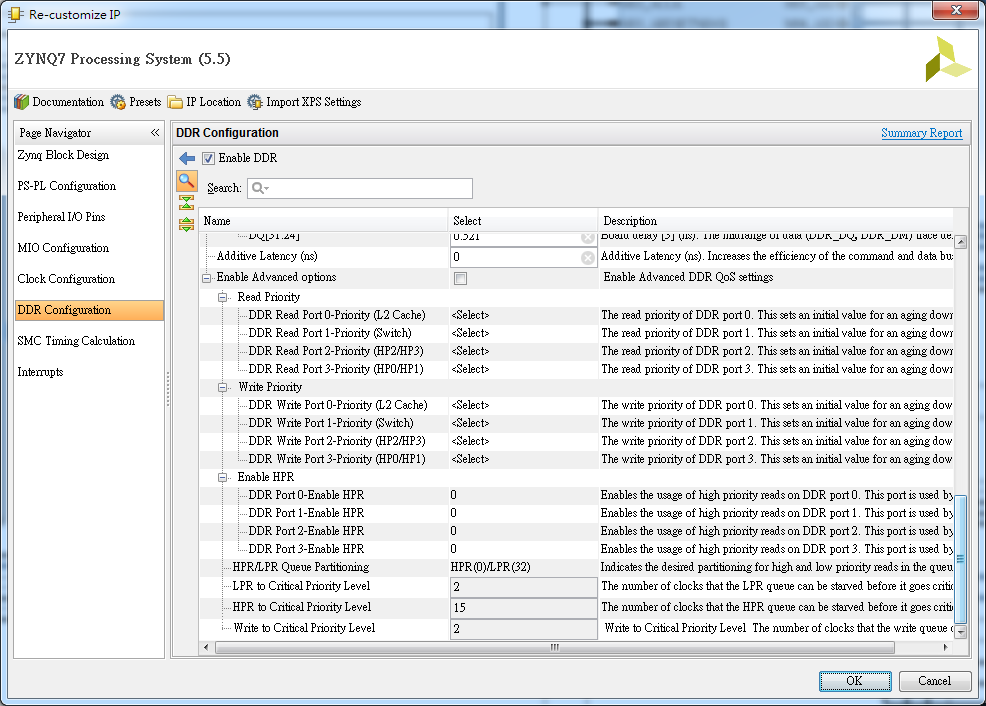 Re-customize IP
ZYNQ7 Processing System (5.5)
Documentation Presets IP Location Import XPS Settings
Page Navigator «
Zynq Block Design
PS-PL Configuration
Peripheral I/O Pins
MIO Configuration
Clock Configuration
DDR Configuration
SMC Timing Calculation
Interrupts
DDR Configuration Summary Report
Enable DDR
Search:
Name Select Description
DQ[31:24] 0.521 Board delay [3] (ns). The midrange of data (DDR_DQ, DDR_DM) trace
Additive Latency (ns) 0 Additive Latency (ns). Increases the efficiency of the command and data
Enable Advanced options Enable Advanced DDR QoS settings
Read Priority
DDR Read Port 0-Priority (L2 Cache) <Select> The read priority of DDR port 0. This sets an initial value for an aging down
DDR Read Port 1-Priority (Switch) <Select> The read priority of DDR port 1. This sets an initial value for an aging down
DDR Read Port 2-Priority (HP2/HP3) <Select> The read priority of DDR port 2. This sets an initial value for an aging down
DDR Read Port 3-Priority (HP0/HP1) <Select> The read priority of DDR port 3. This sets an initial value for an aging down
Write Priority
DDR Write Port 0-Priority (L2 Cache) <Select> The write priority of DDR port 0. This sets an initial value for an aging dow
DDR Write Port 1-Priority (Switch) <Select> The write priority of DDR port 1. This sets an initial value for an aging dow
DDR Write Port 2-Priority (HP2/HP3) <Select> The write priority of DDR port 2. This sets an initial value for an aging dow
DDR Write Port 3-Priority (HP0/HP1) <Select> The write priority of DDR port 3. This sets an initial value for an aging dow
Enable HPR
DDR Port 0-Enable HPR 0 Enables the usage of high priority reads on DDR port 0. This port is used by
DDR Port 1-Enable HPR 0 Enables the usage of high priority reads on DDR port 1. This port is used by
DDR Port 2-Enable HPR 0 Enables the usage of high priority reads on DDR port 2. This port is used by
DDR Port 3-Enable HPR 0 Enables the usage of high priority reads on DDR port 3. This port is used by
HPR/LPR Queue Partitioning HPR(0)/LPR(32) Indicates the desired partitioning for high and low priority reads in the queu
LPR to Critical Priority Level 2 The number of clocks that the LPR queue can be starved before it goes criti
HPR to Critical Priority Level 15 The number of clocks that the HPR queue can be starved before it goes criti
Write to Critical Priority Level 2 Write to Critical Priority Level The number of clocks that the write queue
OK Cancel